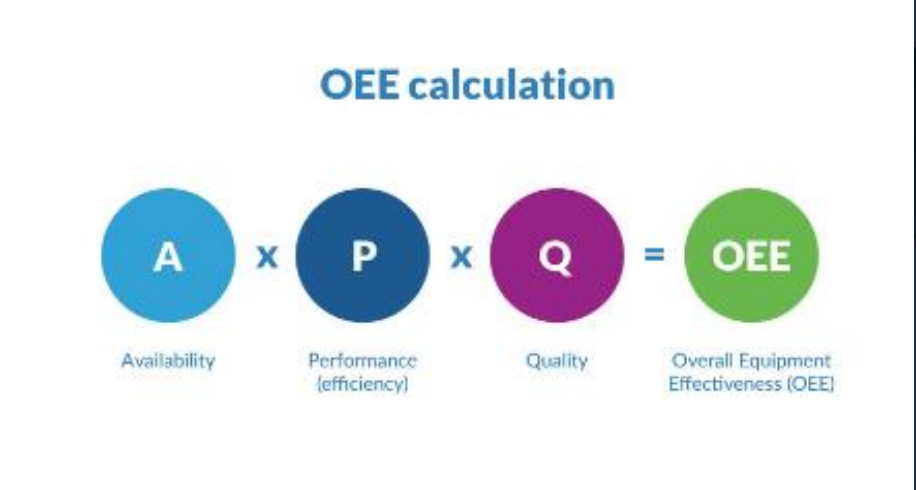 OEE calculation
A x P x Q = OEE
Availability
Performance
(efficiency)
Quality
Overall Equipment
Effectiveness (OEE)